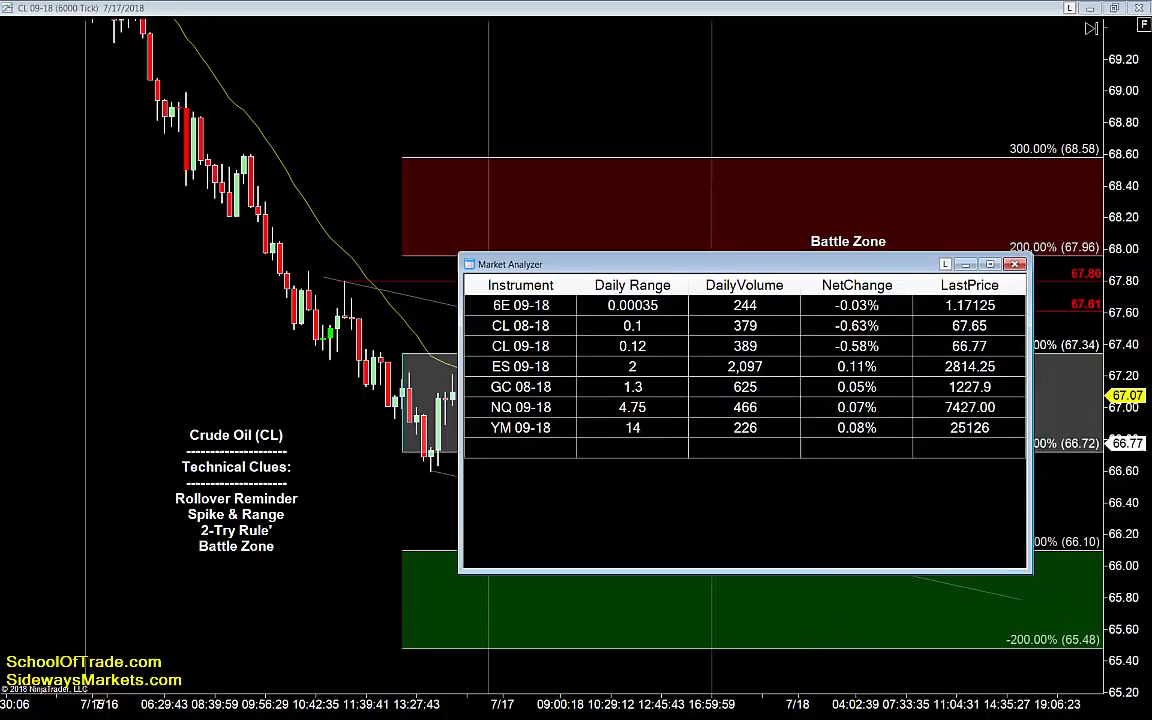 CL 09-18 (6000 Tick) 7/17/2018
L
F
69.20
69.00
68.80
300.00% (68.58)
68.60
68.40
68.20
Battle Zone
200.00% (67.96)
68.00
Market Analyzer
L
67.80
67.61
67.60
Instrument Daily Range DailyVolume NetChange LastPrice
6E 09-18 0.00035 244 -0.03% 1.17125
CL 08-18 0.1 379 -0.63% 67.65
CL 09-18 0.12 389 -0.58% 66.77
ES 09-18 2 2,097 0.11% 2814.25
GC 08-18 1.3 625 0.05% 1227.9
NQ 09-18 4.75 466 0.07% 7427.00
YM 09-18 14 226 0.08% 25126
00% (67.34)
67.40
67.20
67.07
67.00
00% (66.72)
66.77
66.60
66.40
66.20
00% (66.10)
66.00
65.80
65.60
-200.00% (65.48)
65.40
65.20
Crude Oil (CL)
---------------------
Technical Clues:
---------------------
Rollover Reminder
Spike & Range
2-Try Rule'
Battle Zone
SchoolOfTrade.com
SidewaysMarkets.com
© 2018 NinjaTrader, LLC
30:06 7/16 06:29:43 08:39:59 09:56:29 10:42:35 11:39:41 13:27:43 7/17 09:00:18 10:29:12 12:45:43 16:59:59 7/18 04:02:39 07:33:35 11:04:31 14:35:27 19:06:23